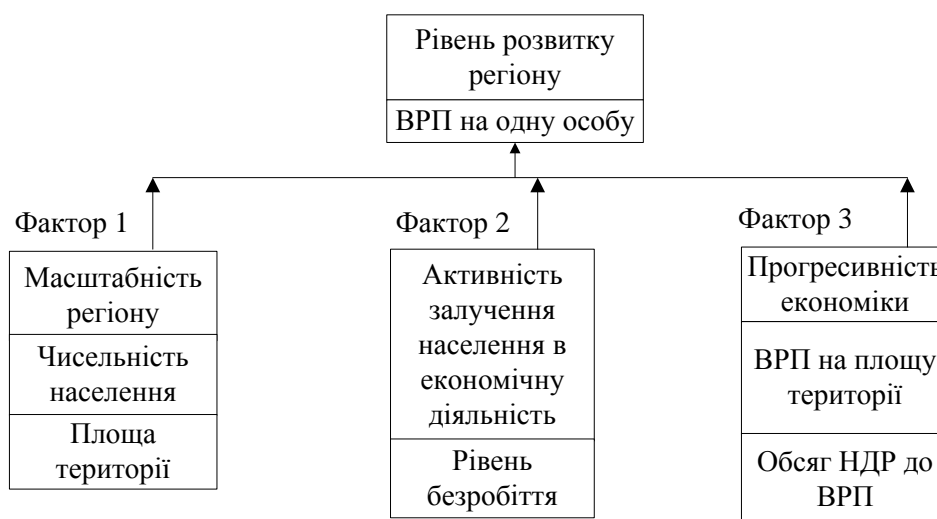 Рівень розвитку
регіону
ВРП на одну особу
Фактор 1
Масштабність
регіону
Чисельність
населення
Площа
території
Фактор 2
Активність
залучення
населення в
економічну
діяльність
Рівень
безробіття
Фактор 3
Прогресивність
економіки
ВРП на площу
території
Обсяг НДР до
ВРП